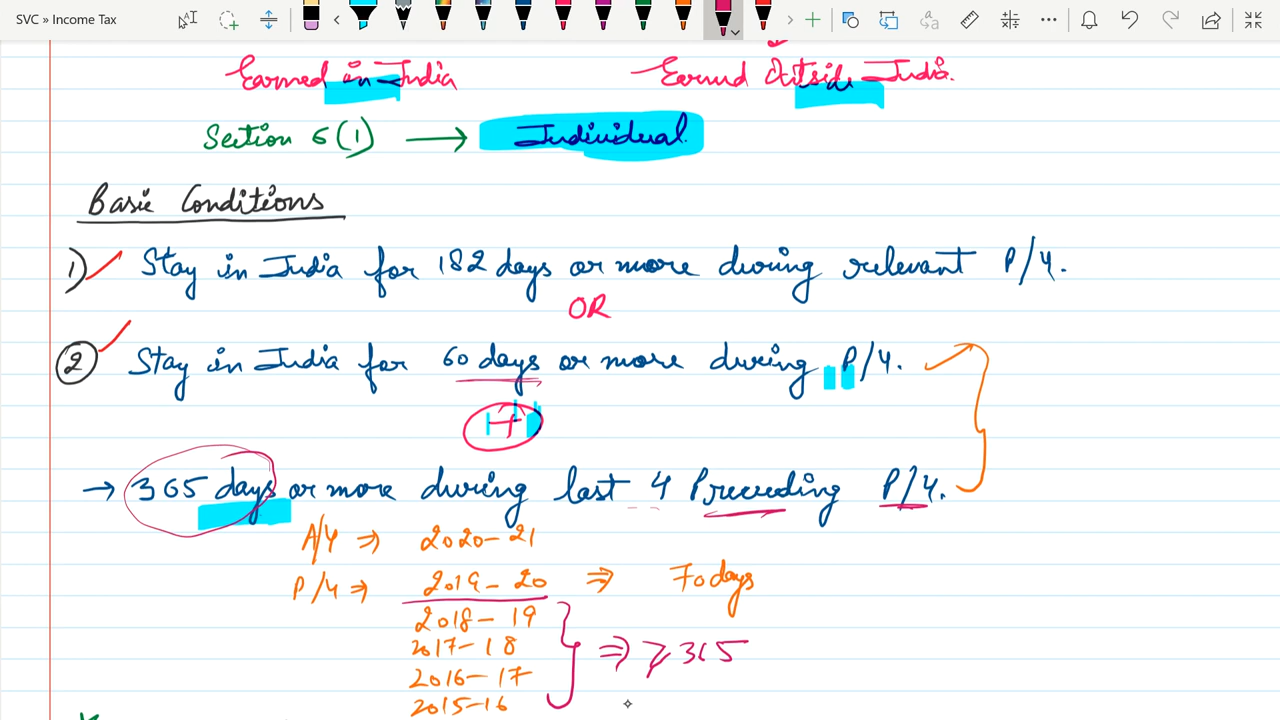 SVC » Income Tax
Earned in India Earned Outside India.
Section 6(1) → Individual.
Basic Conditions
1) Stay in India for 182 days or more during relevant P/Y.
OR
2 Stay in India for 60 days or more during P/Y.
+
→ 365 days or more during last 4 Preceding P/Y.
A/Y ⇒ 2020-21
P/Y ⇒ 2019-20 ⇒ 70 days
2018-19
2017-18 ⇒ ≥ 365
2016-17
2015-16